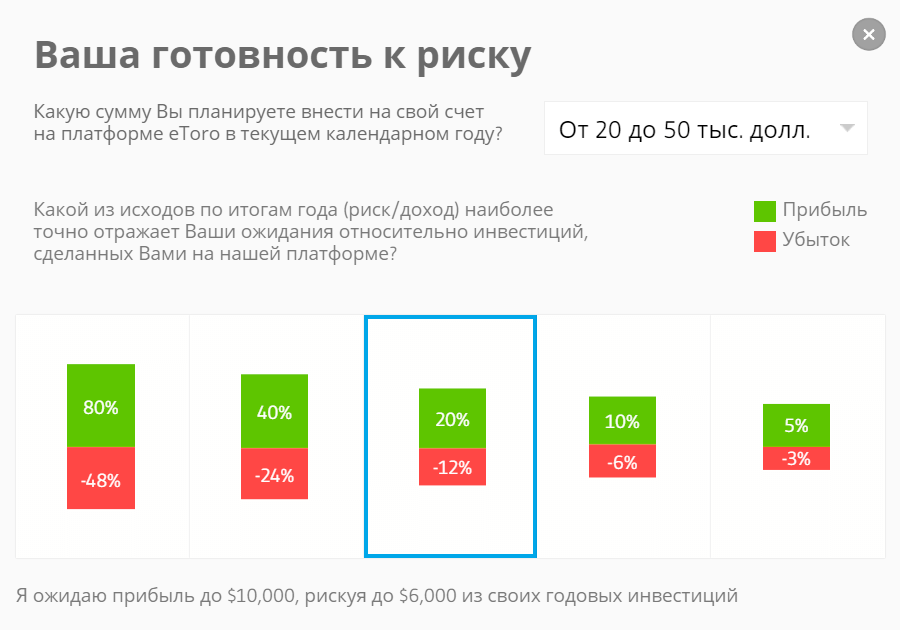 Ваша готовность к риску
Какую сумму Вы планируете внести на свой счет
на платформе eToro в текущем календарном году?
От 20 до 50 тыс. долл.
Какой из исходов по итогам года (риск/доход) наиболее
точно отражает Ваши ожидания относительно инвестиций,
сделанных Вами на нашей платформе?
Прибыль
Убыток
80%
-48%
40%
-24%
20%
-12%
10%
-6%
5%
-3%
Я ожидаю прибыль до $10,000, рискуя до $6,000 из своих годовых инвестиций